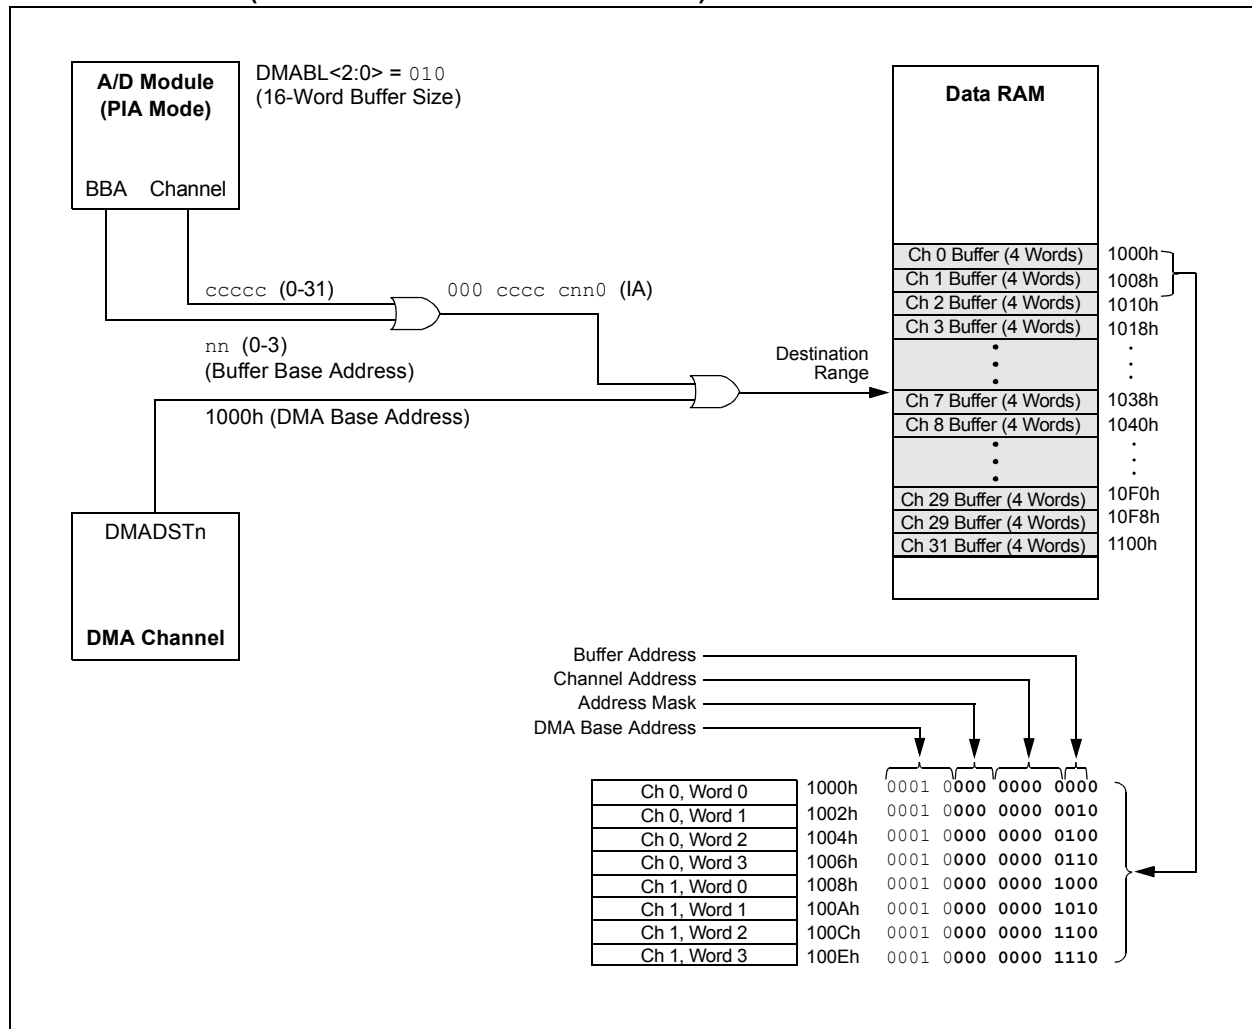 A/D Module
(PIA Mode)
BBA Channel
DMABL<2:0> = 010
(16-Word Buffer Size)
ccccc (0-31)
000 cccc cnn0 (IA)
nn (0-3)
(Buffer Base Address)
1000h (DMA Base Address)
Destination
Range
DMADSTn
DMA Channel
Data RAM
Ch 0 Buffer (4 Words) 1000h
Ch 1 Buffer (4 Words) 1008h
Ch 2 Buffer (4 Words) 1010h
Ch 3 Buffer (4 Words) 1018h
Ch 7 Buffer (4 Words) 1038h
Ch 8 Buffer (4 Words) 1040h
Ch 29 Buffer (4 Words) 10F0h
Ch 29 Buffer (4 Words) 10F8h
Ch 31 Buffer (4 Words) 1100h
Buffer Address
Channel Address
Address Mask
DMA Base Address
Ch 0, Word 0 1000h 0001 0000 0000 0000
Ch 0, Word 1 1002h 0001 0000 0000 0010
Ch 0, Word 2 1004h 0001 0000 0000 0100
Ch 0, Word 3 1006h 0001 0000 0000 0110
Ch 1, Word 0 1008h 0001 0000 0000 1000
Ch 1, Word 1 100Ah 0001 0000 0000 1010
Ch 1, Word 2 100Ch 0001 0000 0000 1100
Ch 1, Word 3 100Eh 0001 0000 0000 1110